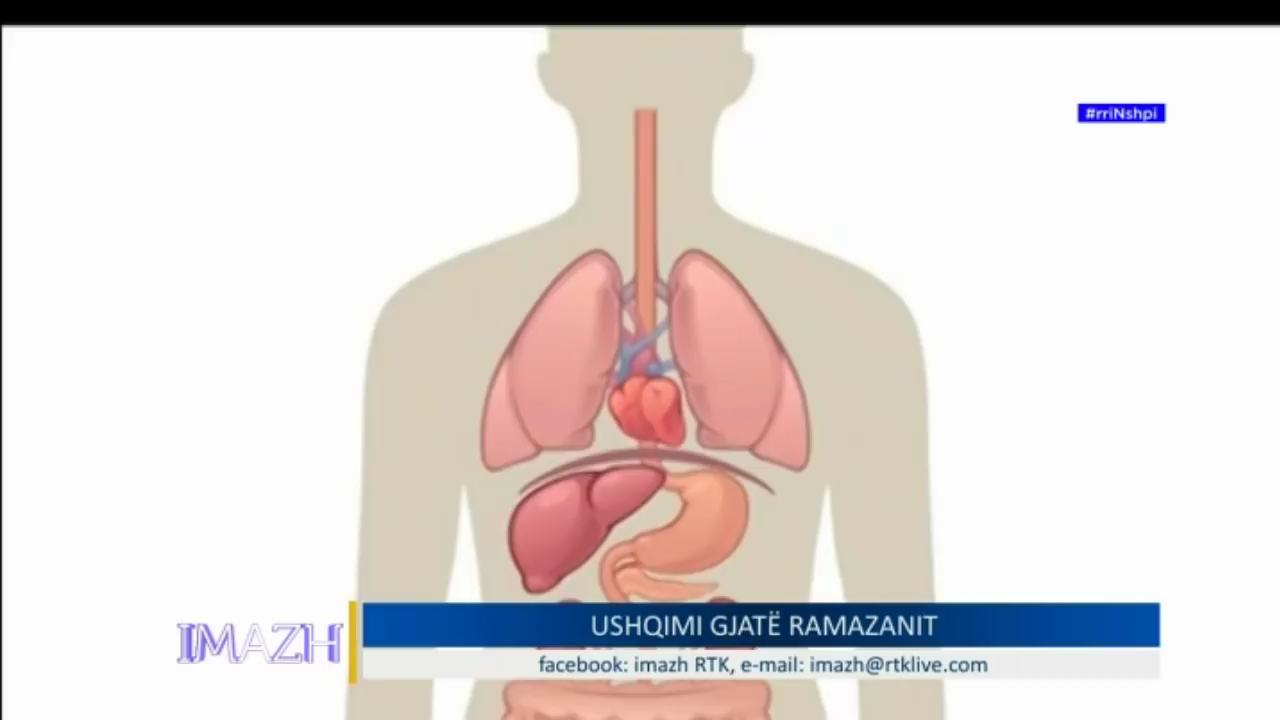 #rriNshpi
IMAZH
USHQIMI GJATË RAMAZANIT
facebook: imazh RTK, e-mail: imazh@rtklive.com